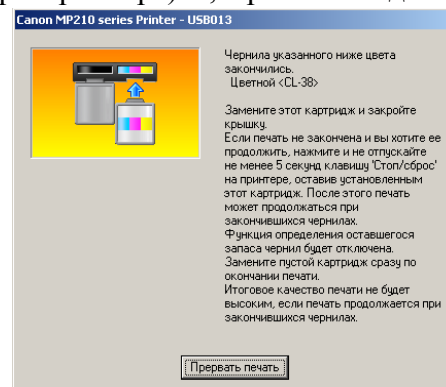 Canon MP210 series Printer - USB013
Чернила указанного ниже цвета
закончились.
Цветной <CL-38>
Замените этот картридж и закройте
крышку.
Если печать не закончена и вы хотите ее
продолжить, нажмите и не отпускайте
не менее 5 секунд клавишу 'Стоп/сброс'
на принтере, оставив установленным
этот картридж. После этого печать
может продолжаться при
закончившихся чернилах.
Функция определения оставшегося
запаса чернил будет отключена.
Замените пустой картридж сразу по
окончании печати.
Итоговое качество печати не будет
высоким, если печать продолжается при
закончившихся чернилах.
Прервать печать